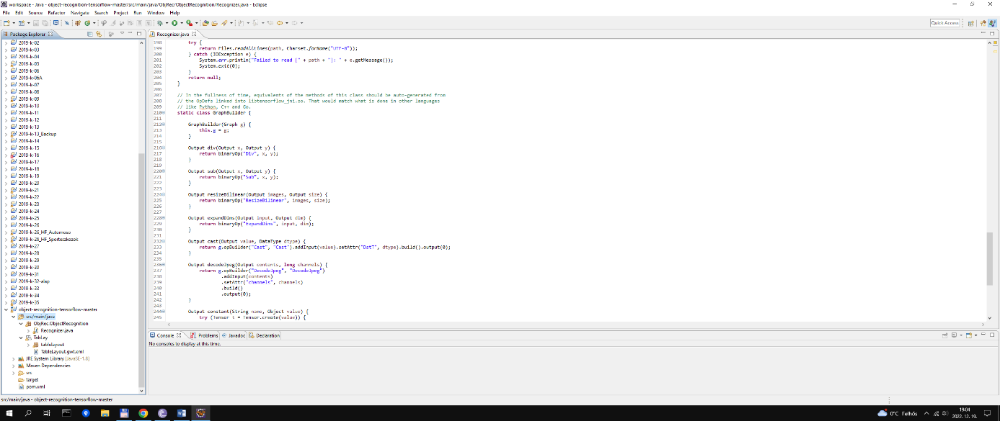 workspace - Java - object-recognition-tensorflow-master/src/main/java/ObjRec/ObjectRecognition/Recognizer.java - Eclipse
File Edit Source Refactor Navigate Search Project Run Window Help
Quick Access
Package Explorer
2019-k-02
2019-k-03
2019-k-04
2019-k-05
2019-k-06
2019-k-06A
2019-k-07
2019-k-08
2019-k-09
2019-k-10
2019-k-11
2019-k-12
2019-k-13
2019-k-13_Backup
2019-k-14
2019-k-15
2019-k-16
2019-k-17
2019-k-18
2019-k-19
2019-k-20
2019-k-21
2019-k-22
2019-k-23
2019-k-24
2019-k-25
2019-k-26
2019-k-26_HF_Automoso
2019-k-26_HF_Sporteszkozok
2019-k-27
2019-k-28
2019-k-29
2019-k-30
2019-k-31
2019-k-32-alap
2019-k-33
2019-k-34
2019-k-35
object-recognition-tensorflow-master
src/main/java
ObjRec.ObjectRecognition
Recognizer.java
TabLay
tablelayout
TableLayout.gwt.xml
JRE System Library [JavaSE-1.8]
Maven Dependencies
src
target
pom.xml
Recognizer.java
198 try {
199 return Files.readAllLines(path, Charset.forName("UTF-8"));
200 } catch (IOException e) {
201 System.err.println("Failed to read [" + path + "]: " + e.getMessage());
202 System.exit(0);
203 }
204 return null;
205 }
206
207 // In the fullness of time, equivalents of the methods of this class should be auto-generated from
208 // the OpDefs linked into libtensorflow_jni.so. That would match what is done in other languages
209 // like Python, C++ and Go.
210 static class GraphBuilder {
211
212 GraphBuilder(Graph g) {
213 this.g = g;
214 }
215
216 Output div(Output x, Output y) {
217 return binaryOp("Div", x, y);
218 }
219
220 Output sub(Output x, Output y) {
221 return binaryOp("Sub", x, y);
222 }
223
224 Output resizeBilinear(Output images, Output size) {
225 return binaryOp("ResizeBilinear", images, size);
226 }
227
228 Output expandDims(Output input, Output dim) {
229 return binaryOp("ExpandDims", input, dim);
230 }
231
232 Output cast(Output value, DataType dtype) {
233 return g.opBuilder("Cast", "Cast").addInput(value).setAttr("DstT", dtype).build().output(0);
234 }
235
236 Output decodeJpeg(Output contents, long channels) {
237 return g.opBuilder("DecodeJpeg", "DecodeJpeg")
238 .addInput(contents)
239 .setAttr("channels", channels)
240 .build()
241 .output(0);
242 }
243
244 Output constant(String name, Object value) {
245 try (Tensor t = Tensor.create(value)) {
Console Problems Javadoc Declaration
No consoles to display at this time.
src/main/java - object-recognition-tensorflow-master
0°C Felhős
19:04
2022. 12. 19.